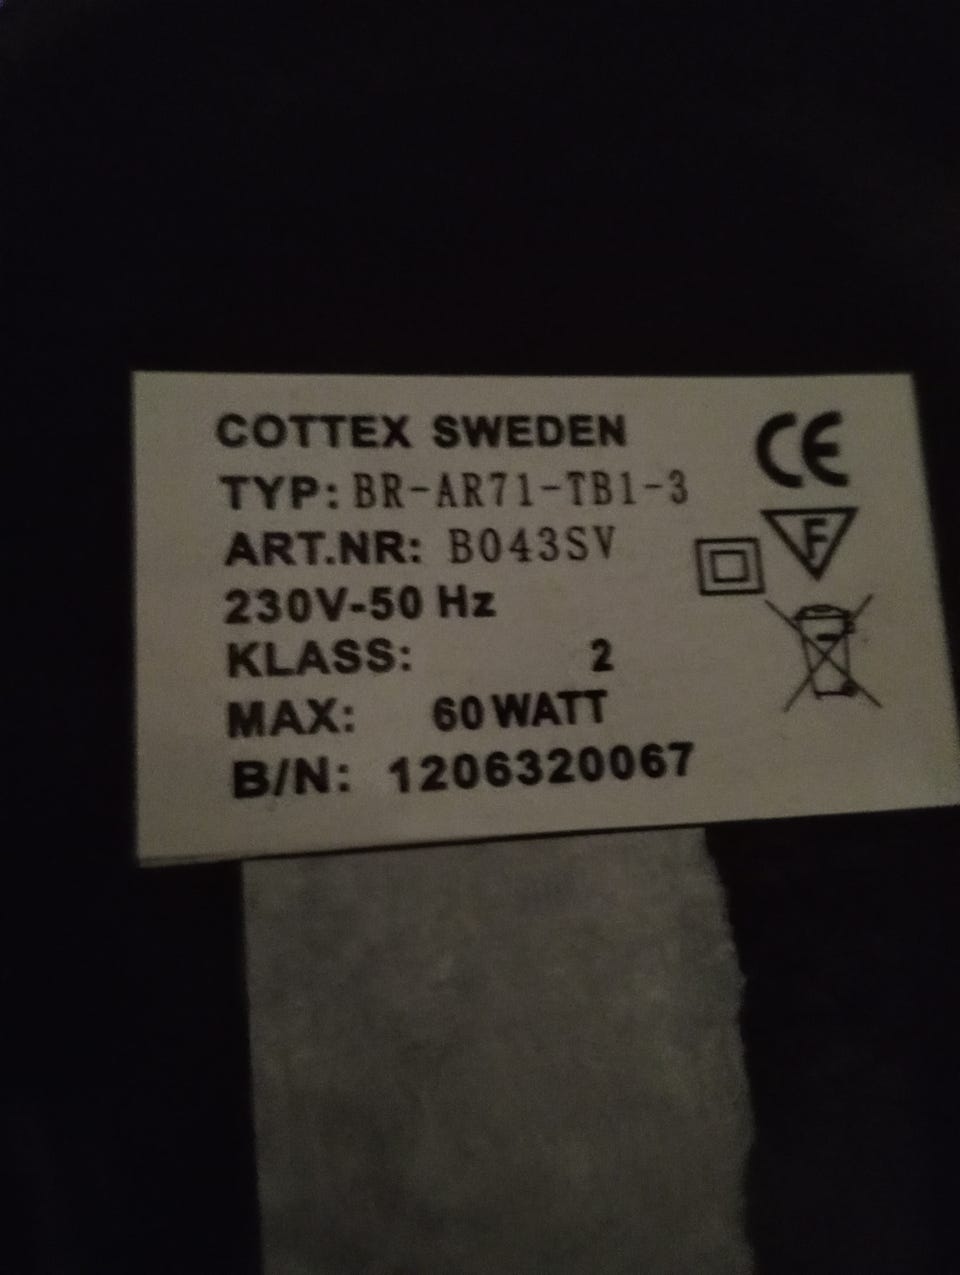 COTTEX SWEDEN
CE
TYP: BR-AR71-TB1-3
F
ART.NR: B043SV
230V-50 Hz
KLASS: 2
MAX: 60 WATT
B/N: 1206320067